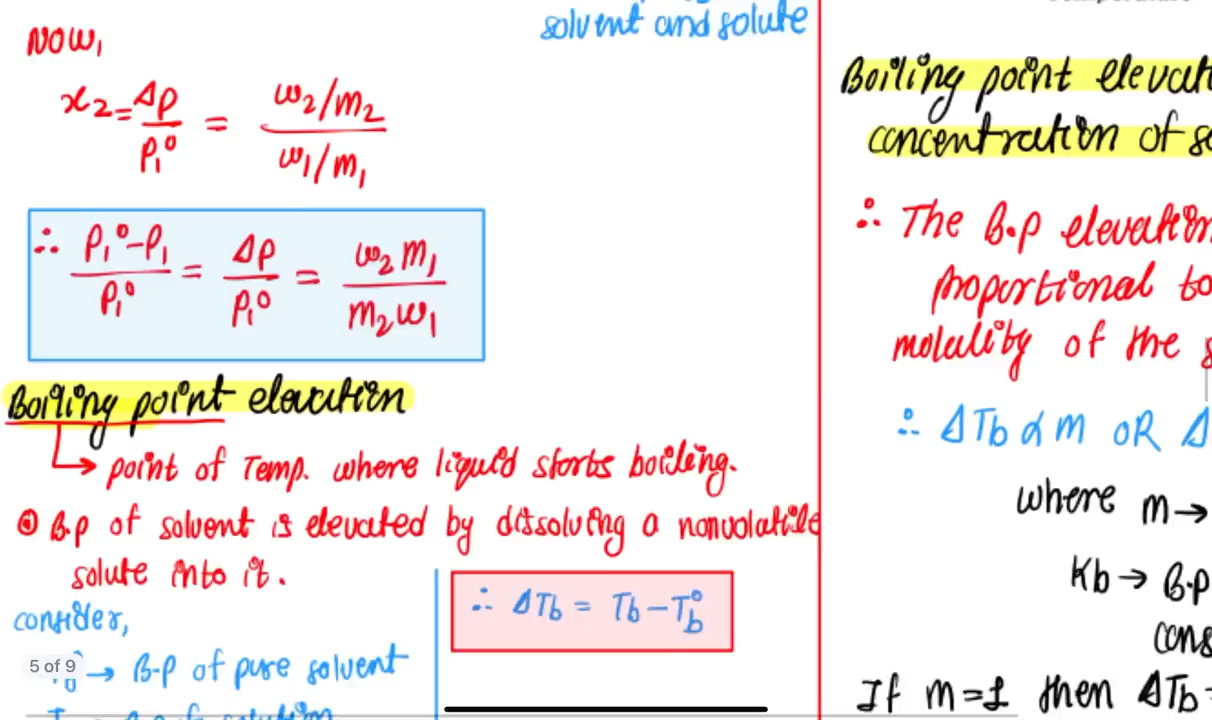 solvent and solute
Now,
x2 = Δp/P₁° = w2/m2 / w1/m1
∴ P₁°-P₁/P₁° = Δp/P₁° = w2 m1/m2 w1
Boiling point elevation
→ point of Temp. where liquid starts boiling.
B.p of solvent is elevated by dissolving a nonvolatile
solute into it.
consider,
→ B.p of pure solvent
∴ ΔTb = Tb - Tb°
5 of 9
Boiling point
concentration of
∴ The B.p elevation
proportional to
molality of the
∴ ΔTb α m OR Δ
where m →
Kb → B.p
If m=1 then ΔTb =